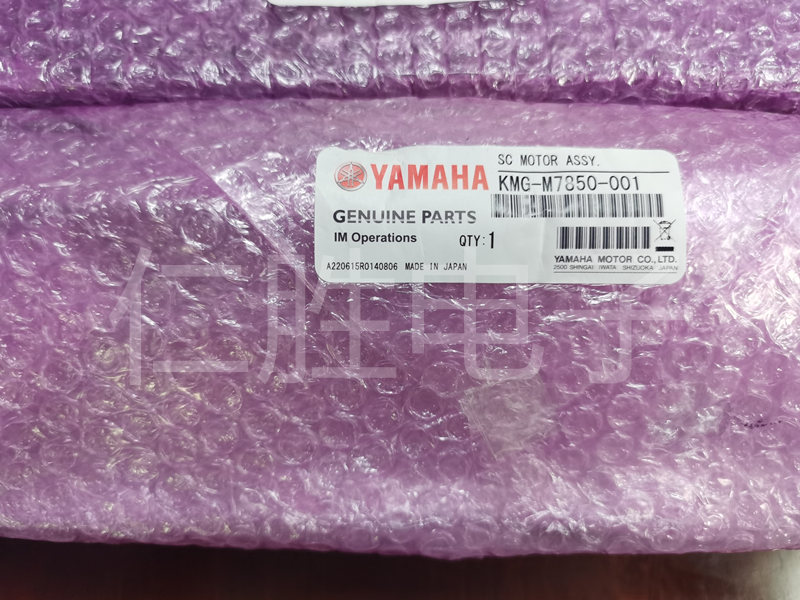 SC MOTOR ASSY.
YAMAHA
KMG-M7850-001
GENUINE PARTS
IM Operations
QTY:1
A220615R0140806 MADE IN JAPAN
YAMAHA MOTOR CO.,LTD.
2500 SHINGAI IWATA SHIZUOKA JAPAN
仁胜电子